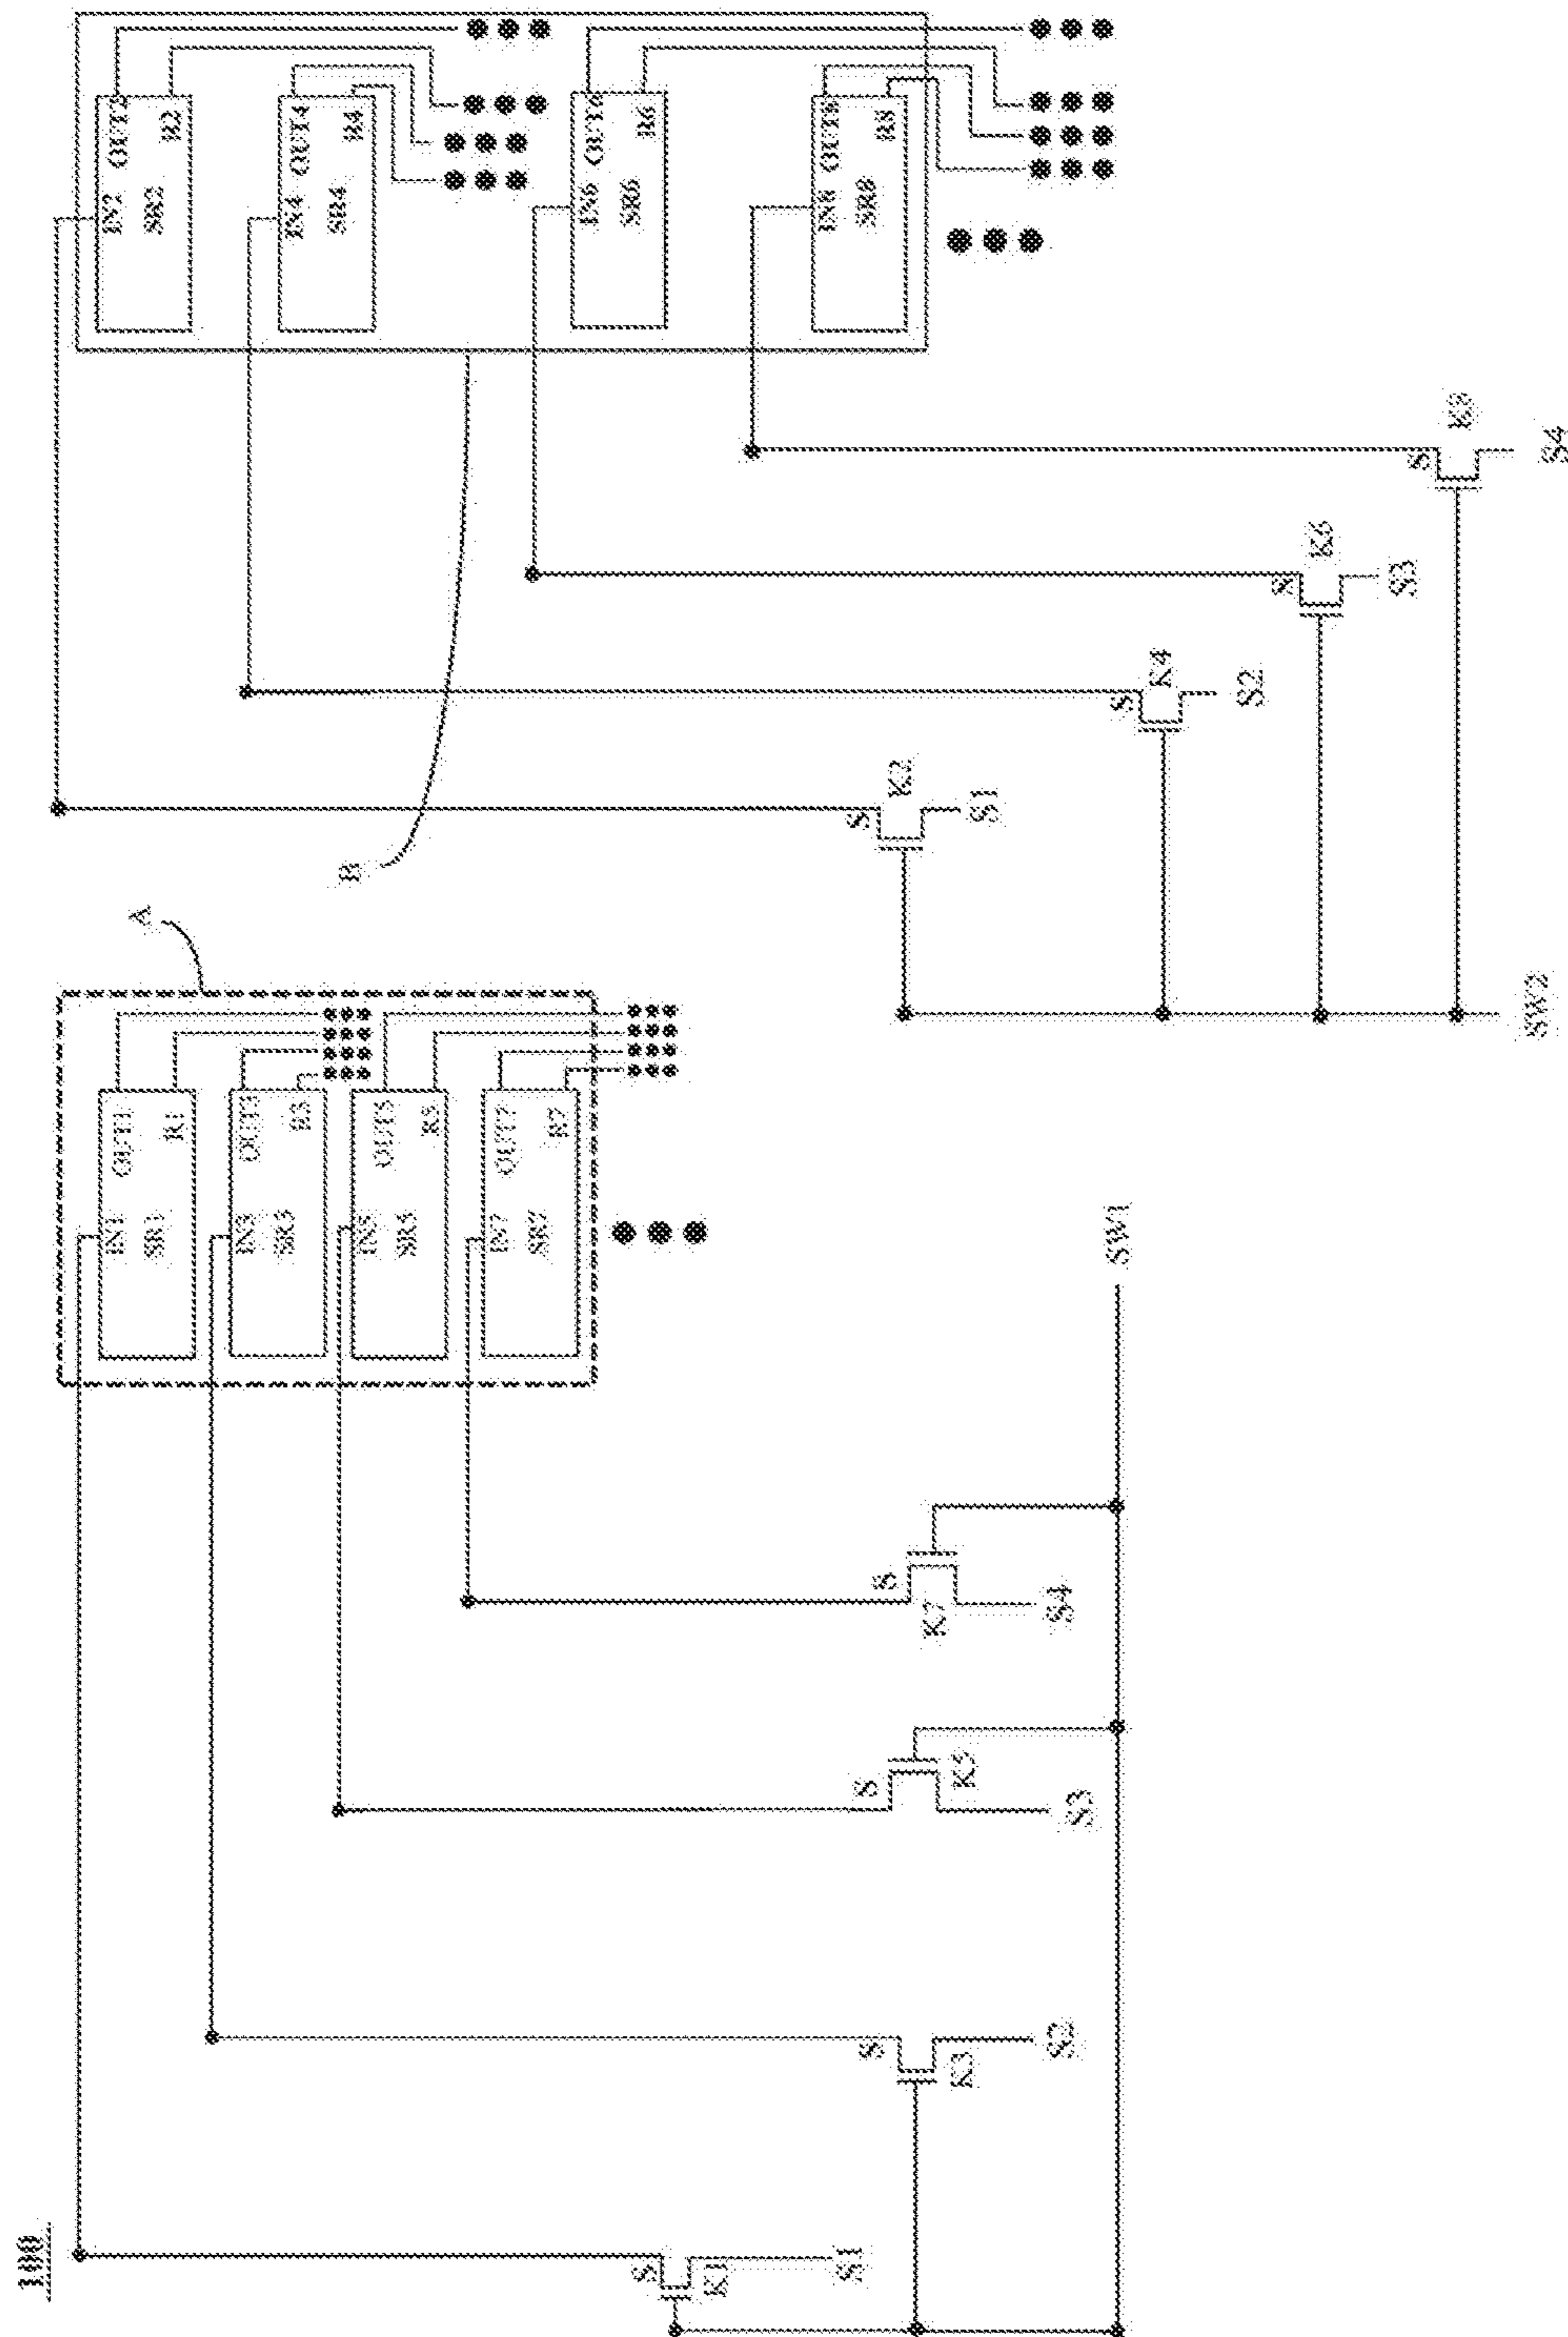 100
IN1 OUT1
SR1 R1
IN3 OUT3
SR3 R3
IN5 OUT5
SR5 R5
IN7 OUT7
SR7 R7
A
S
K1
S1
S
K3
S2
S
K5
S3
S
K7
S4
SW1
IN2 OUT2
SR2 R2
IN4 OUT4
SR4 R4
IN6 OUT6
SR6 R6
IN8 OUT8
SR8 R8
B
S
K2
S1
S
K4
S2
S
K6
S3
S
K8
S4
SW2